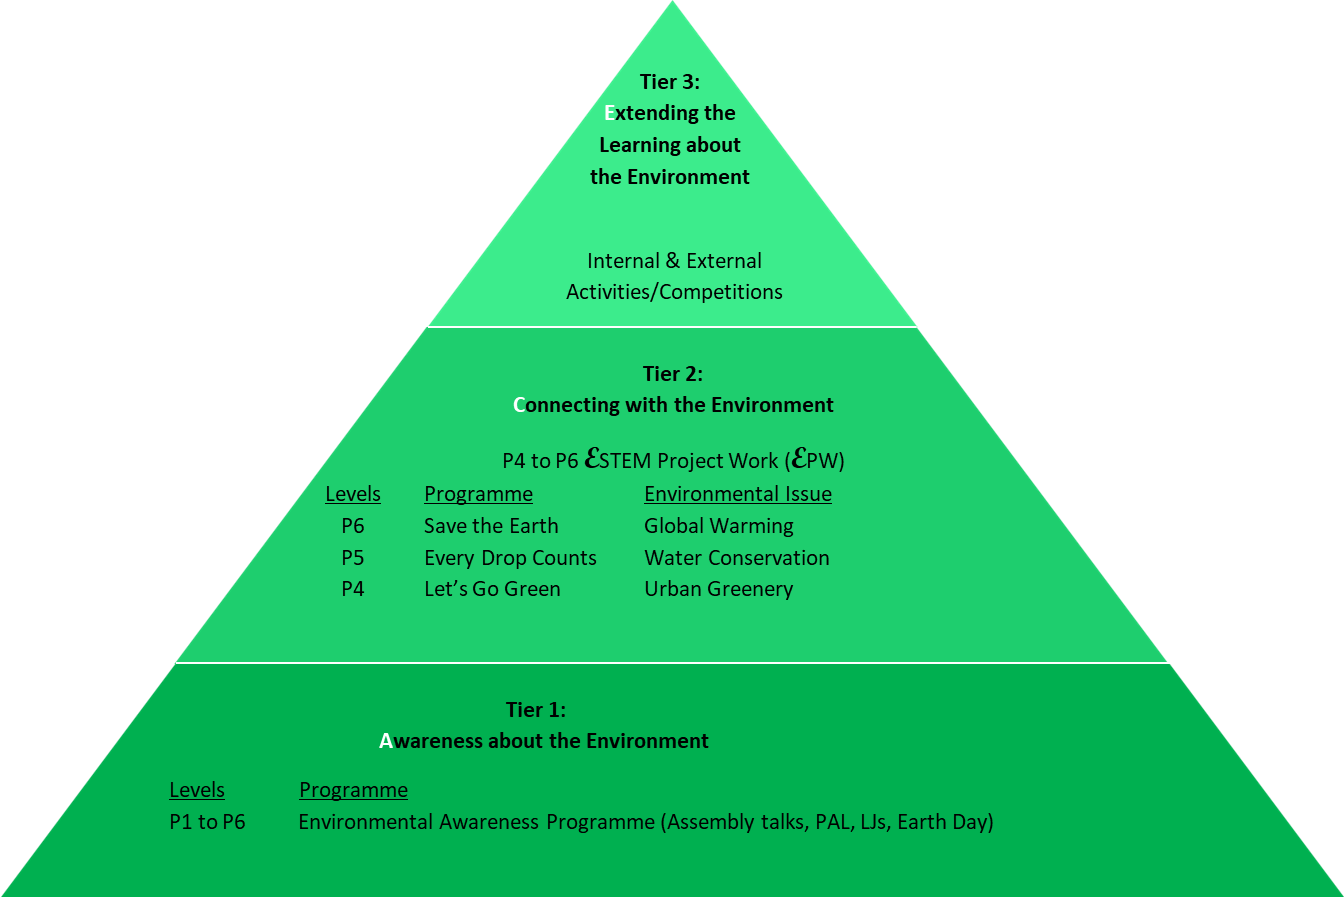 Tier 3:
Extending the
Learning about
the Environment
Internal & External
Activities/Competitions
Tier 2:
Connecting with the Environment
P4 to P6 ℰSTEM Project Work (ℰPW)
Levels Programme Environmental Issue
P6 Save the Earth Global Warming
P5 Every Drop Counts Water Conservation
P4 Let’s Go Green Urban Greenery
Tier 1:
Awareness about the Environment
Levels Programme
P1 to P6 Environmental Awareness Programme (Assembly talks, PAL, LJs, Earth Day)